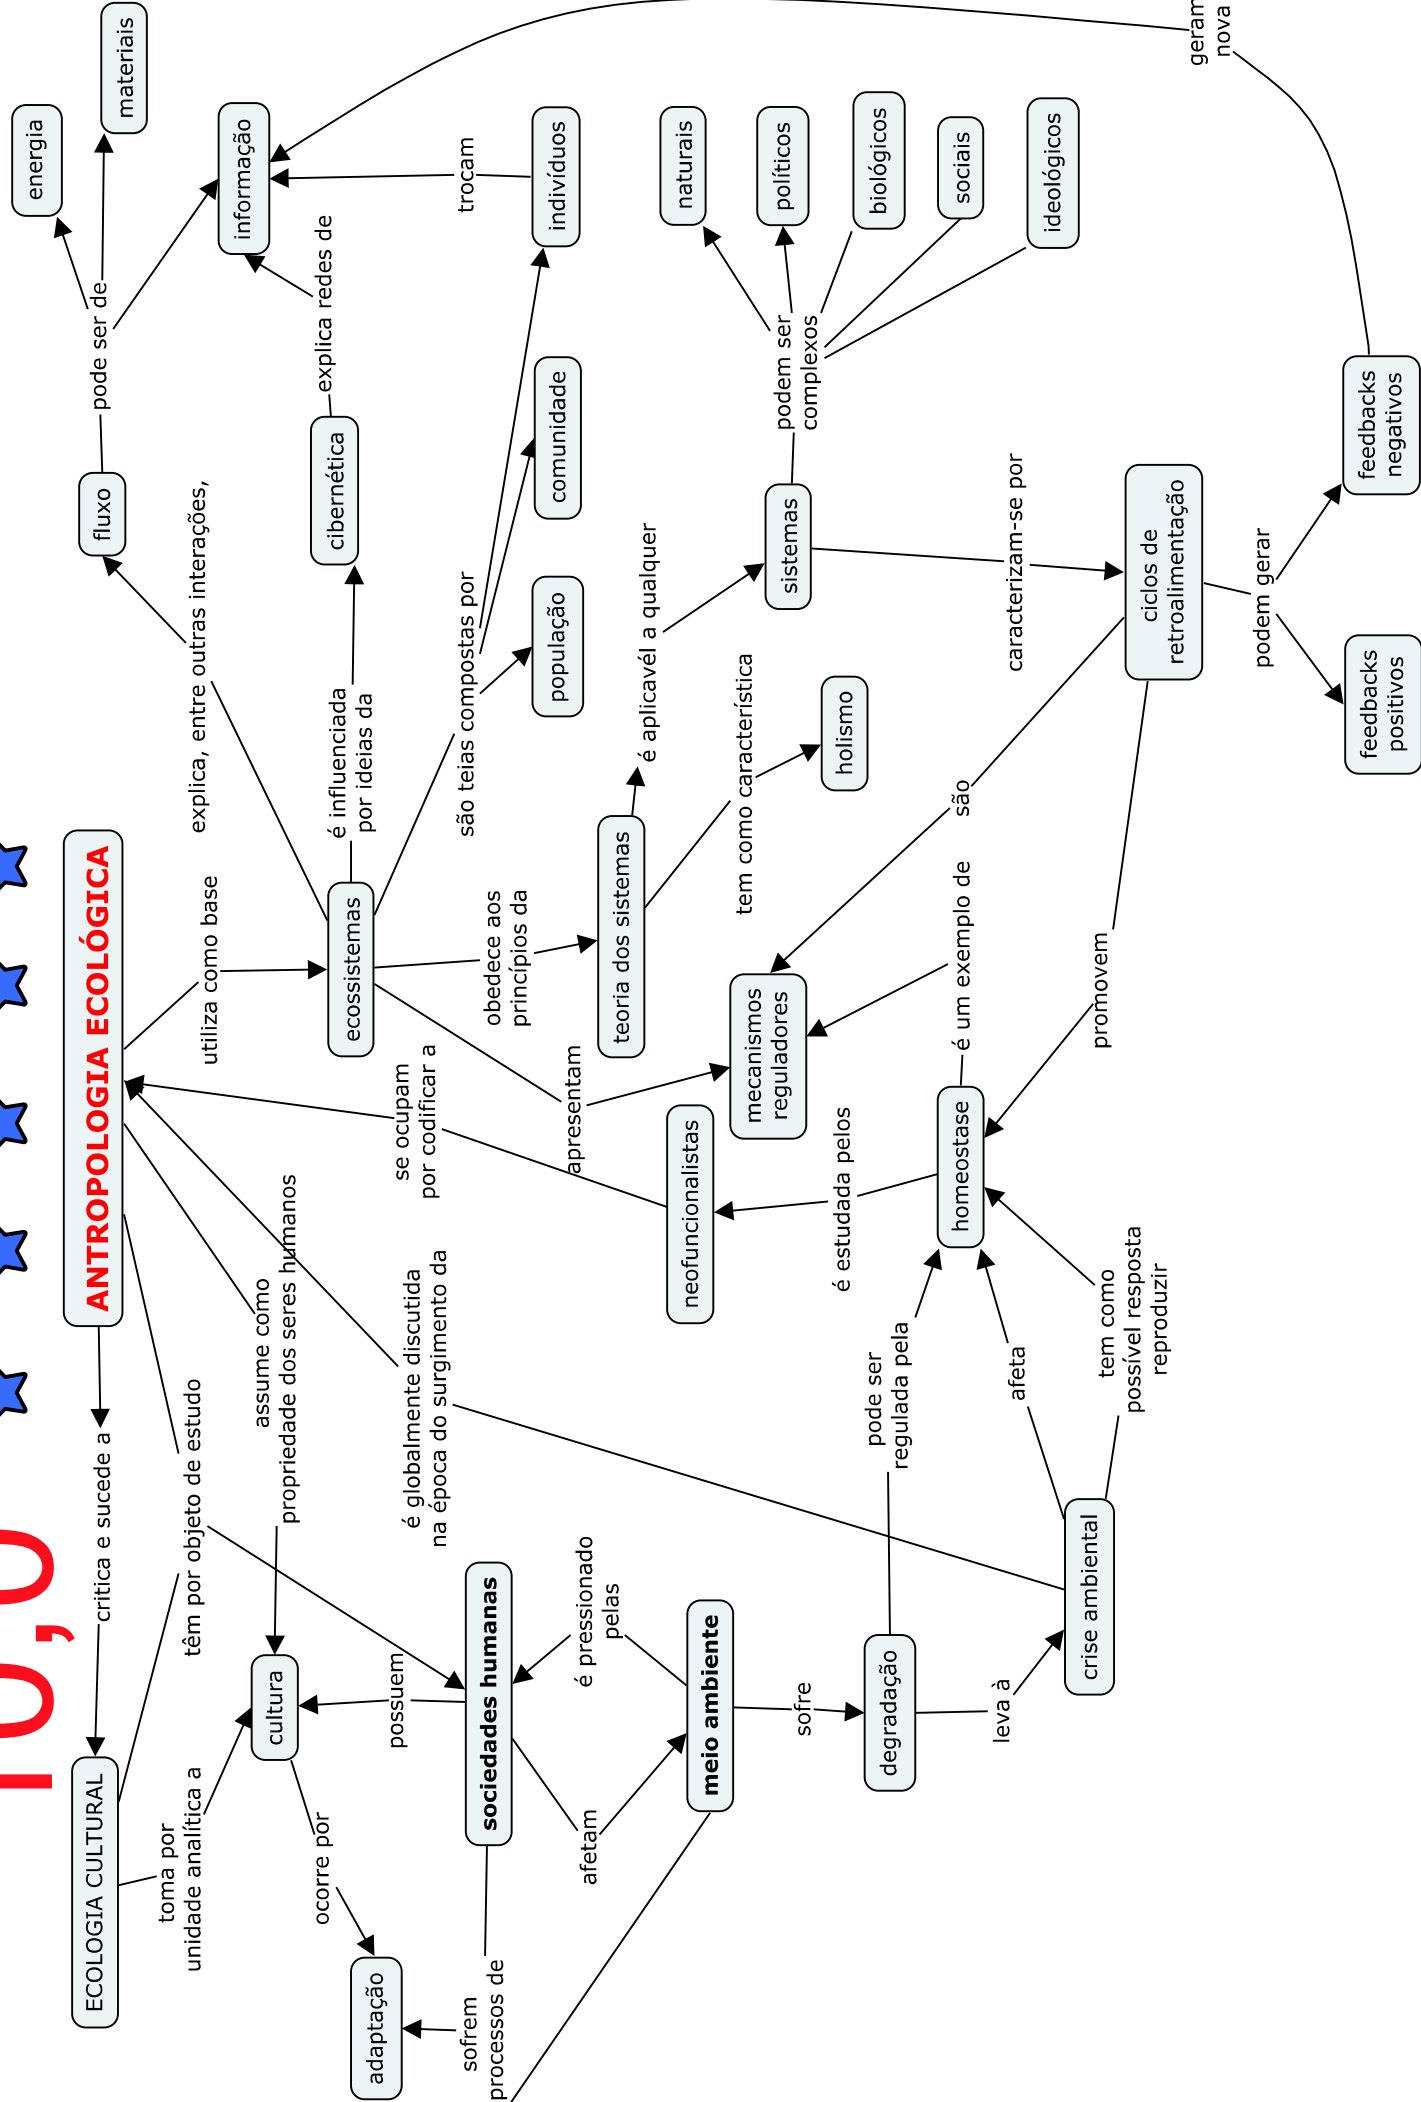 10,0
ANTROPOLOGIA ECOLÓGICA
critica e sucede a
ECOLOGIA CULTURAL
têm por objeto de estudo
toma por
unidade analítica a
assume como
propriedade dos seres humanos
cultura
ocorre por
adaptação
possuem
sociedades humanas
sofrem
processos de
afetam
é pressionado
pelas
meio ambiente
sofre
degradação
leva à
crise ambiental
é globalmente discutida
na época do surgimento da
pode ser
regulada pela
afeta
tem como
possível resposta
reproduzir
homeostase
é estudada pelos
neofuncionalistas
se ocupam
por codificar a
é um exemplo de
mecanismos
reguladores
apresentam
utiliza como base
ecossistemas
explica, entre outras interações,
fluxo
pode ser de
energia
materiais
informação
é influenciada
por ideias da
cibernética
explica redes de
são teias compostas por
população
comunidade
indivíduos
trocam
obedece aos
princípios da
teoria dos sistemas
tem como característica
holismo
é aplicavél a qualquer
sistemas
podem ser
complexos
naturais
políticos
biológicos
sociais
ideológicos
caracterizam-se por
ciclos de
retroalimentação
são
promovem
podem gerar
feedbacks
positivos
feedbacks
negativos
geram
nova